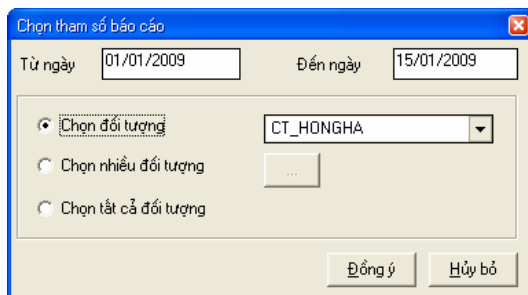 Chọn tham số báo cáo
Từ ngày 01/01/2009 Đến ngày 15/01/2009
Chọn đối tượng CT_HONGHA
Chọn nhiều đối tượng ...
Chọn tất cả đối tượng
Đồng ý Hủy bỏ